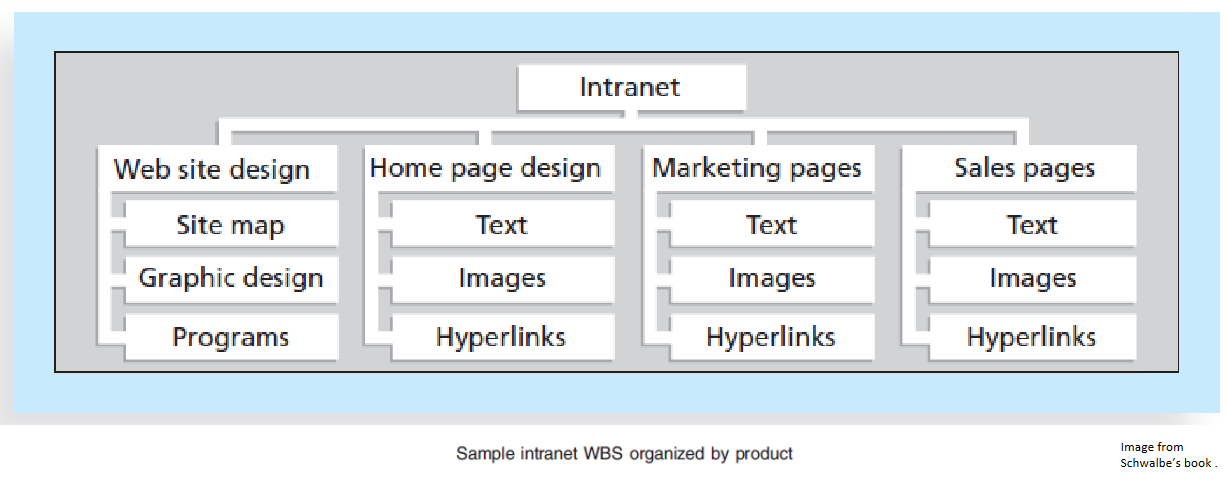 Intranet
Web site design
Home page design
Marketing pages
Sales pages
Site map
Text
Text
Text
Graphic design
Images
Images
Images
Programs
Hyperlinks
Hyperlinks
Hyperlinks
Sample intranet WBS organized by product
Image from
Schwalbe's book .